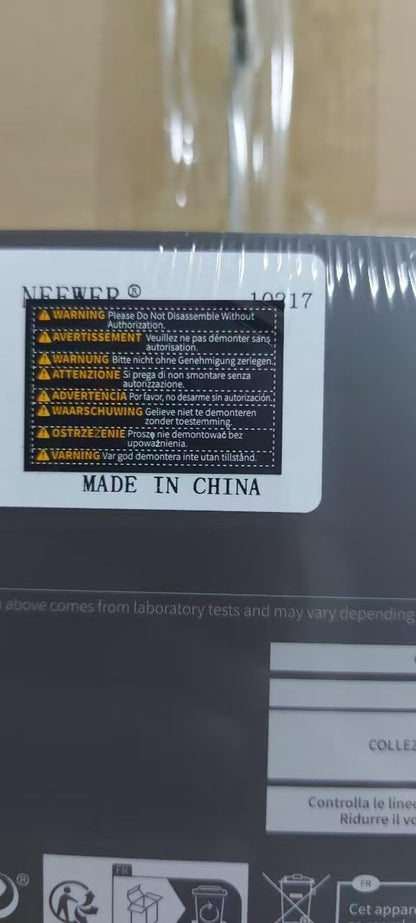 NEEWER®
10217
WARNING Please Do Not Disassemble Without
Authorization.
AVERTISSEMENT Veuillez ne pas démonter sans
autorisation.
WARNUNG Bitte nicht ohne Genehmigung zerlegen.
ATTENZIONE Si prega di non smontare senza
autorizzazione.
ADVERTENCIA Por favor, no desarme sin autorización.
WAARSCHUWING Gelieve niet te demonteren
zonder toestemming.
OSTRZEŻENIE Proszę nie demontować bez
upoważnienia.
VARNING Var god demontera inte utan tillstånd.
MADE IN CHINA
above comes from laboratory tests and may vary depending
COLLEZ
Controlla le linee
Ridurre il vo
®
FR
FR
Cet appar